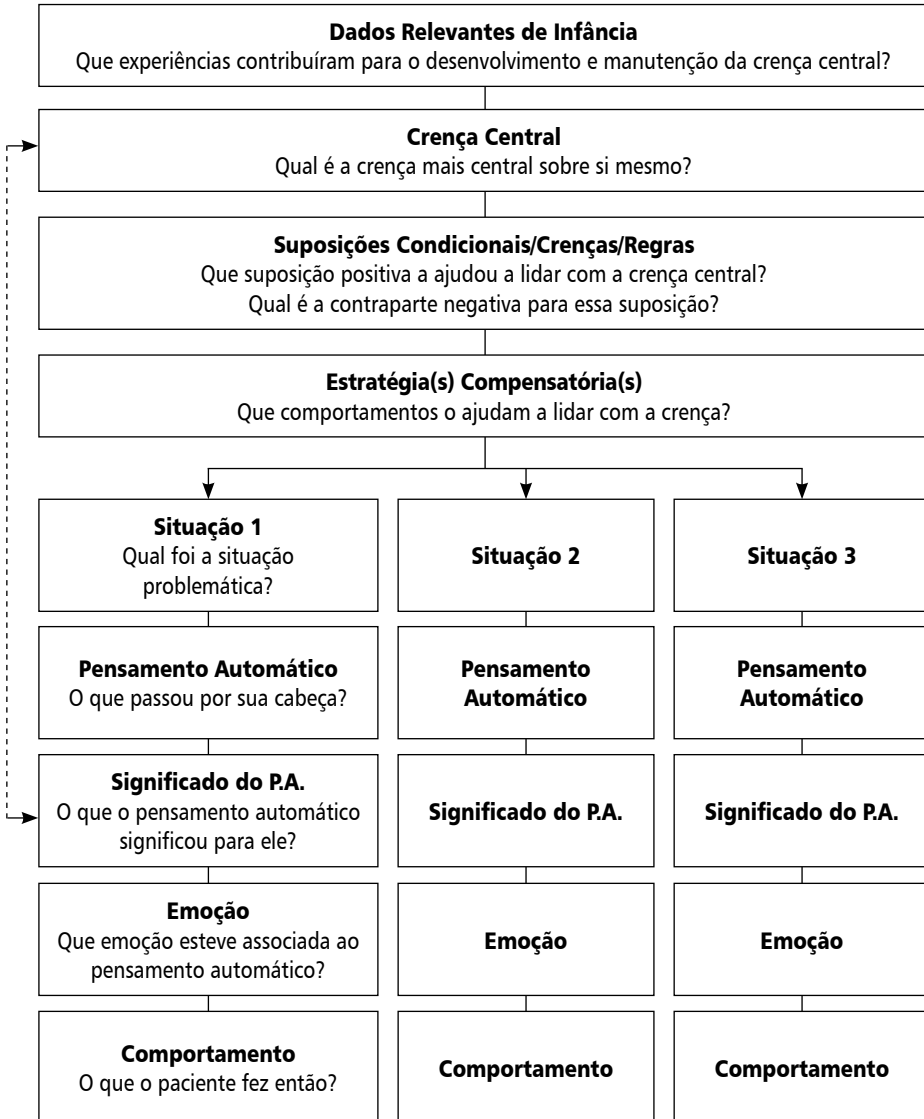 Dados Relevantes de Infância
Que experiências contribuíram para o desenvolvimento e manutenção da crença central?
Crença Central
Qual é a crença mais central sobre si mesmo?
Suposições Condicionais/Crenças/Regras
Que suposição positiva a ajudou a lidar com a crença central?
Qual é a contraparte negativa para essa suposição?
Estratégia(s) Compensatória(s)
Que comportamentos o ajudam a lidar com a crença?
Situação 1
Qual foi a situação
problemática?
Situação 2
Situação 3
Pensamento Automático
O que passou por sua cabeça?
Pensamento
Automático
Pensamento
Automático
Significado do P.A.
O que o pensamento automático
significou para ele?
Significado do P.A.
Significado do P.A.
Emoção
Que emoção esteve associada ao
pensamento automático?
Emoção
Emoção
Comportamento
O que o paciente fez então?
Comportamento
Comportamento